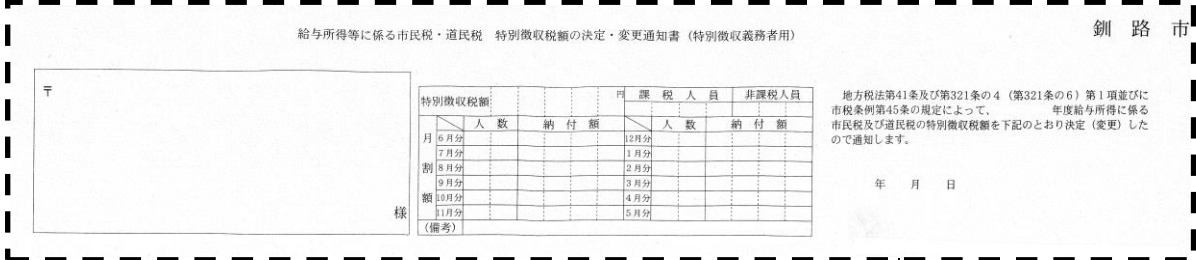 釧路市
給与所得等に係る市民税・道民税 特別徴収税額の決定・変更通知書（特別徴収義務者用）
〒
様
特別徴収税額 円 課税人員 非課税人員
月割額
人数 納付額 人数 納付額
6月分 12月分
7月分 1月分
8月分 2月分
9月分 3月分
10月分 4月分
11月分 5月分
（備考）
地方税法第41条及び第321条の4（第321条の6）第1項並びに
市税条例第45条の規定によって、 年度給与所得に係る
市民税及び道民税の特別徴収税額を下記のとおり決定（変更）した
ので通知します。
年 月 日